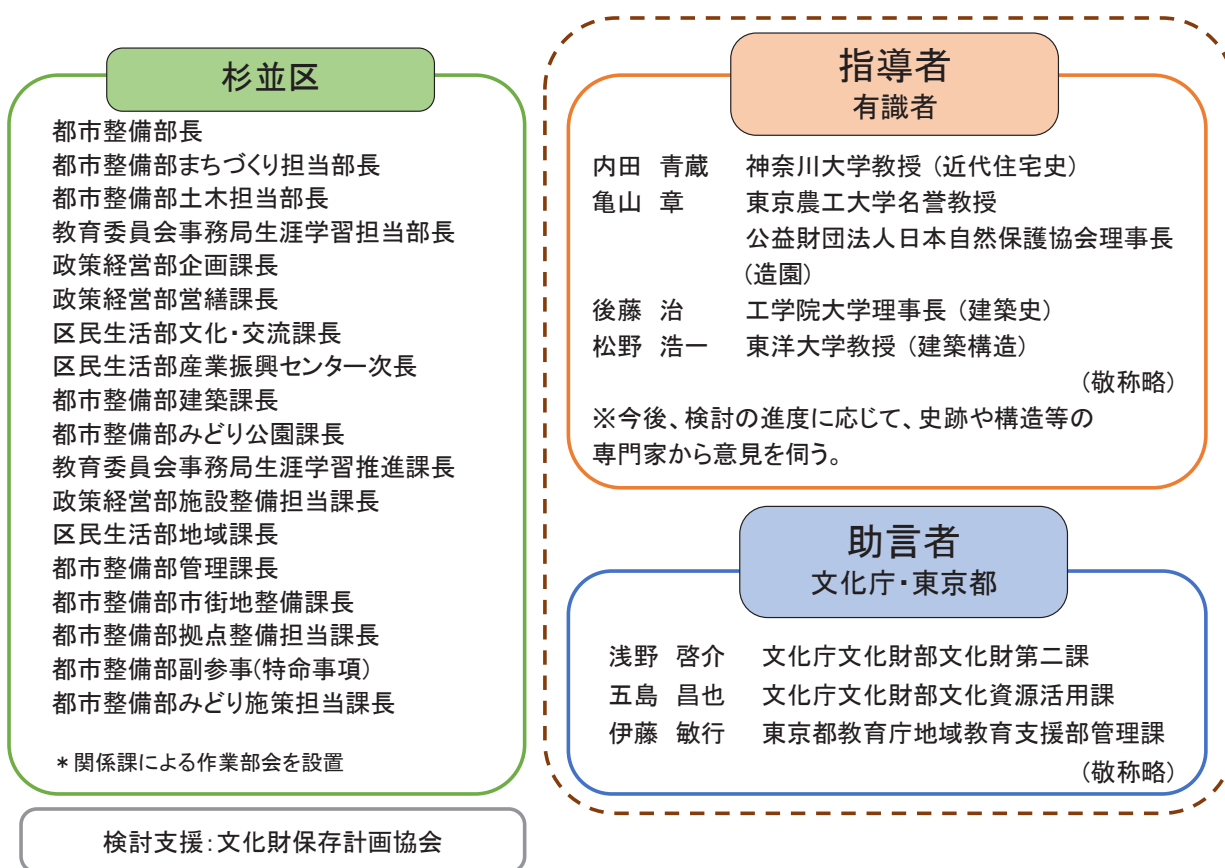 杉並区
都市整備部長
都市整備部まちづくり担当部長
都市整備部土木担当部長
教育委員会事務局生涯学習担当部長
政策経営部企画課長
政策経営部営繕課長
区民生活部文化・交流課長
区民生活部産業振興センター次長
都市整備部建築課長
都市整備部みどり公園課長
教育委員会事務局生涯学習推進課長
政策経営部施設整備担当課長
区民生活部地域課長
都市整備部管理課長
都市整備部市街地整備課長
都市整備部拠点整備担当課長
都市整備部副参事(特命事項)
都市整備部みどり施策担当課長
*関係課による作業部会を設置
検討支援:文化財保存計画協会
指導者
有識者
内田 青蔵 神奈川大学教授 (近代住宅史)
亀山 章 東京農工大学名誉教授
公益財団法人日本自然保護協会理事長
(造園)
後藤 治 工学院大学理事長 (建築史)
松野 浩一 東洋大学教授 (建築構造)
(敬称略)
※今後、検討の進度に応じて、史跡や構造等の
専門家から意見を伺う。
助言者
文化庁・東京都
浅野 啓介 文化庁文化財部文化財第二課
五島 昌也 文化庁文化財部文化資源活用課
伊藤 敏行 東京都教育庁地域教育支援部管理課
(敬称略)